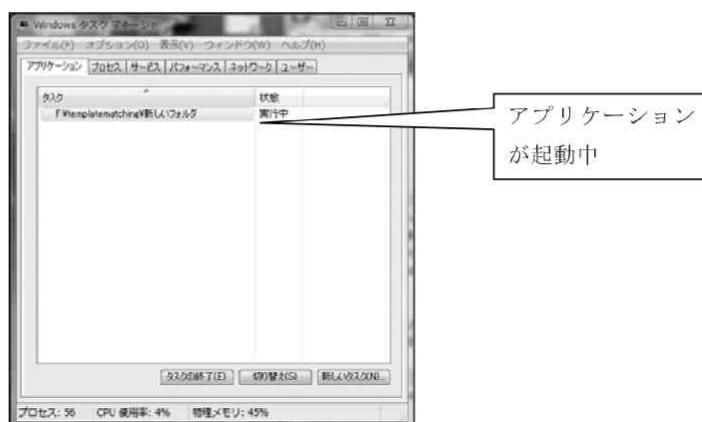 Windows タスク マネージャ
ファイル(F) オプション(O) 表示(V) ウィンドウ(W) ヘルプ(H)
アプリケーション プロセス サービス パフォーマンス ネットワーク ユーザー
タスク 状態
F:¥templatematching¥新しいフォルダ 実行中
アプリケーション
が起動中
タスクの終了(E) 切り替え(S) 新しいタスク(N)...
プロセス: 56 CPU 使用率: 4% 物理メモリ: 45%